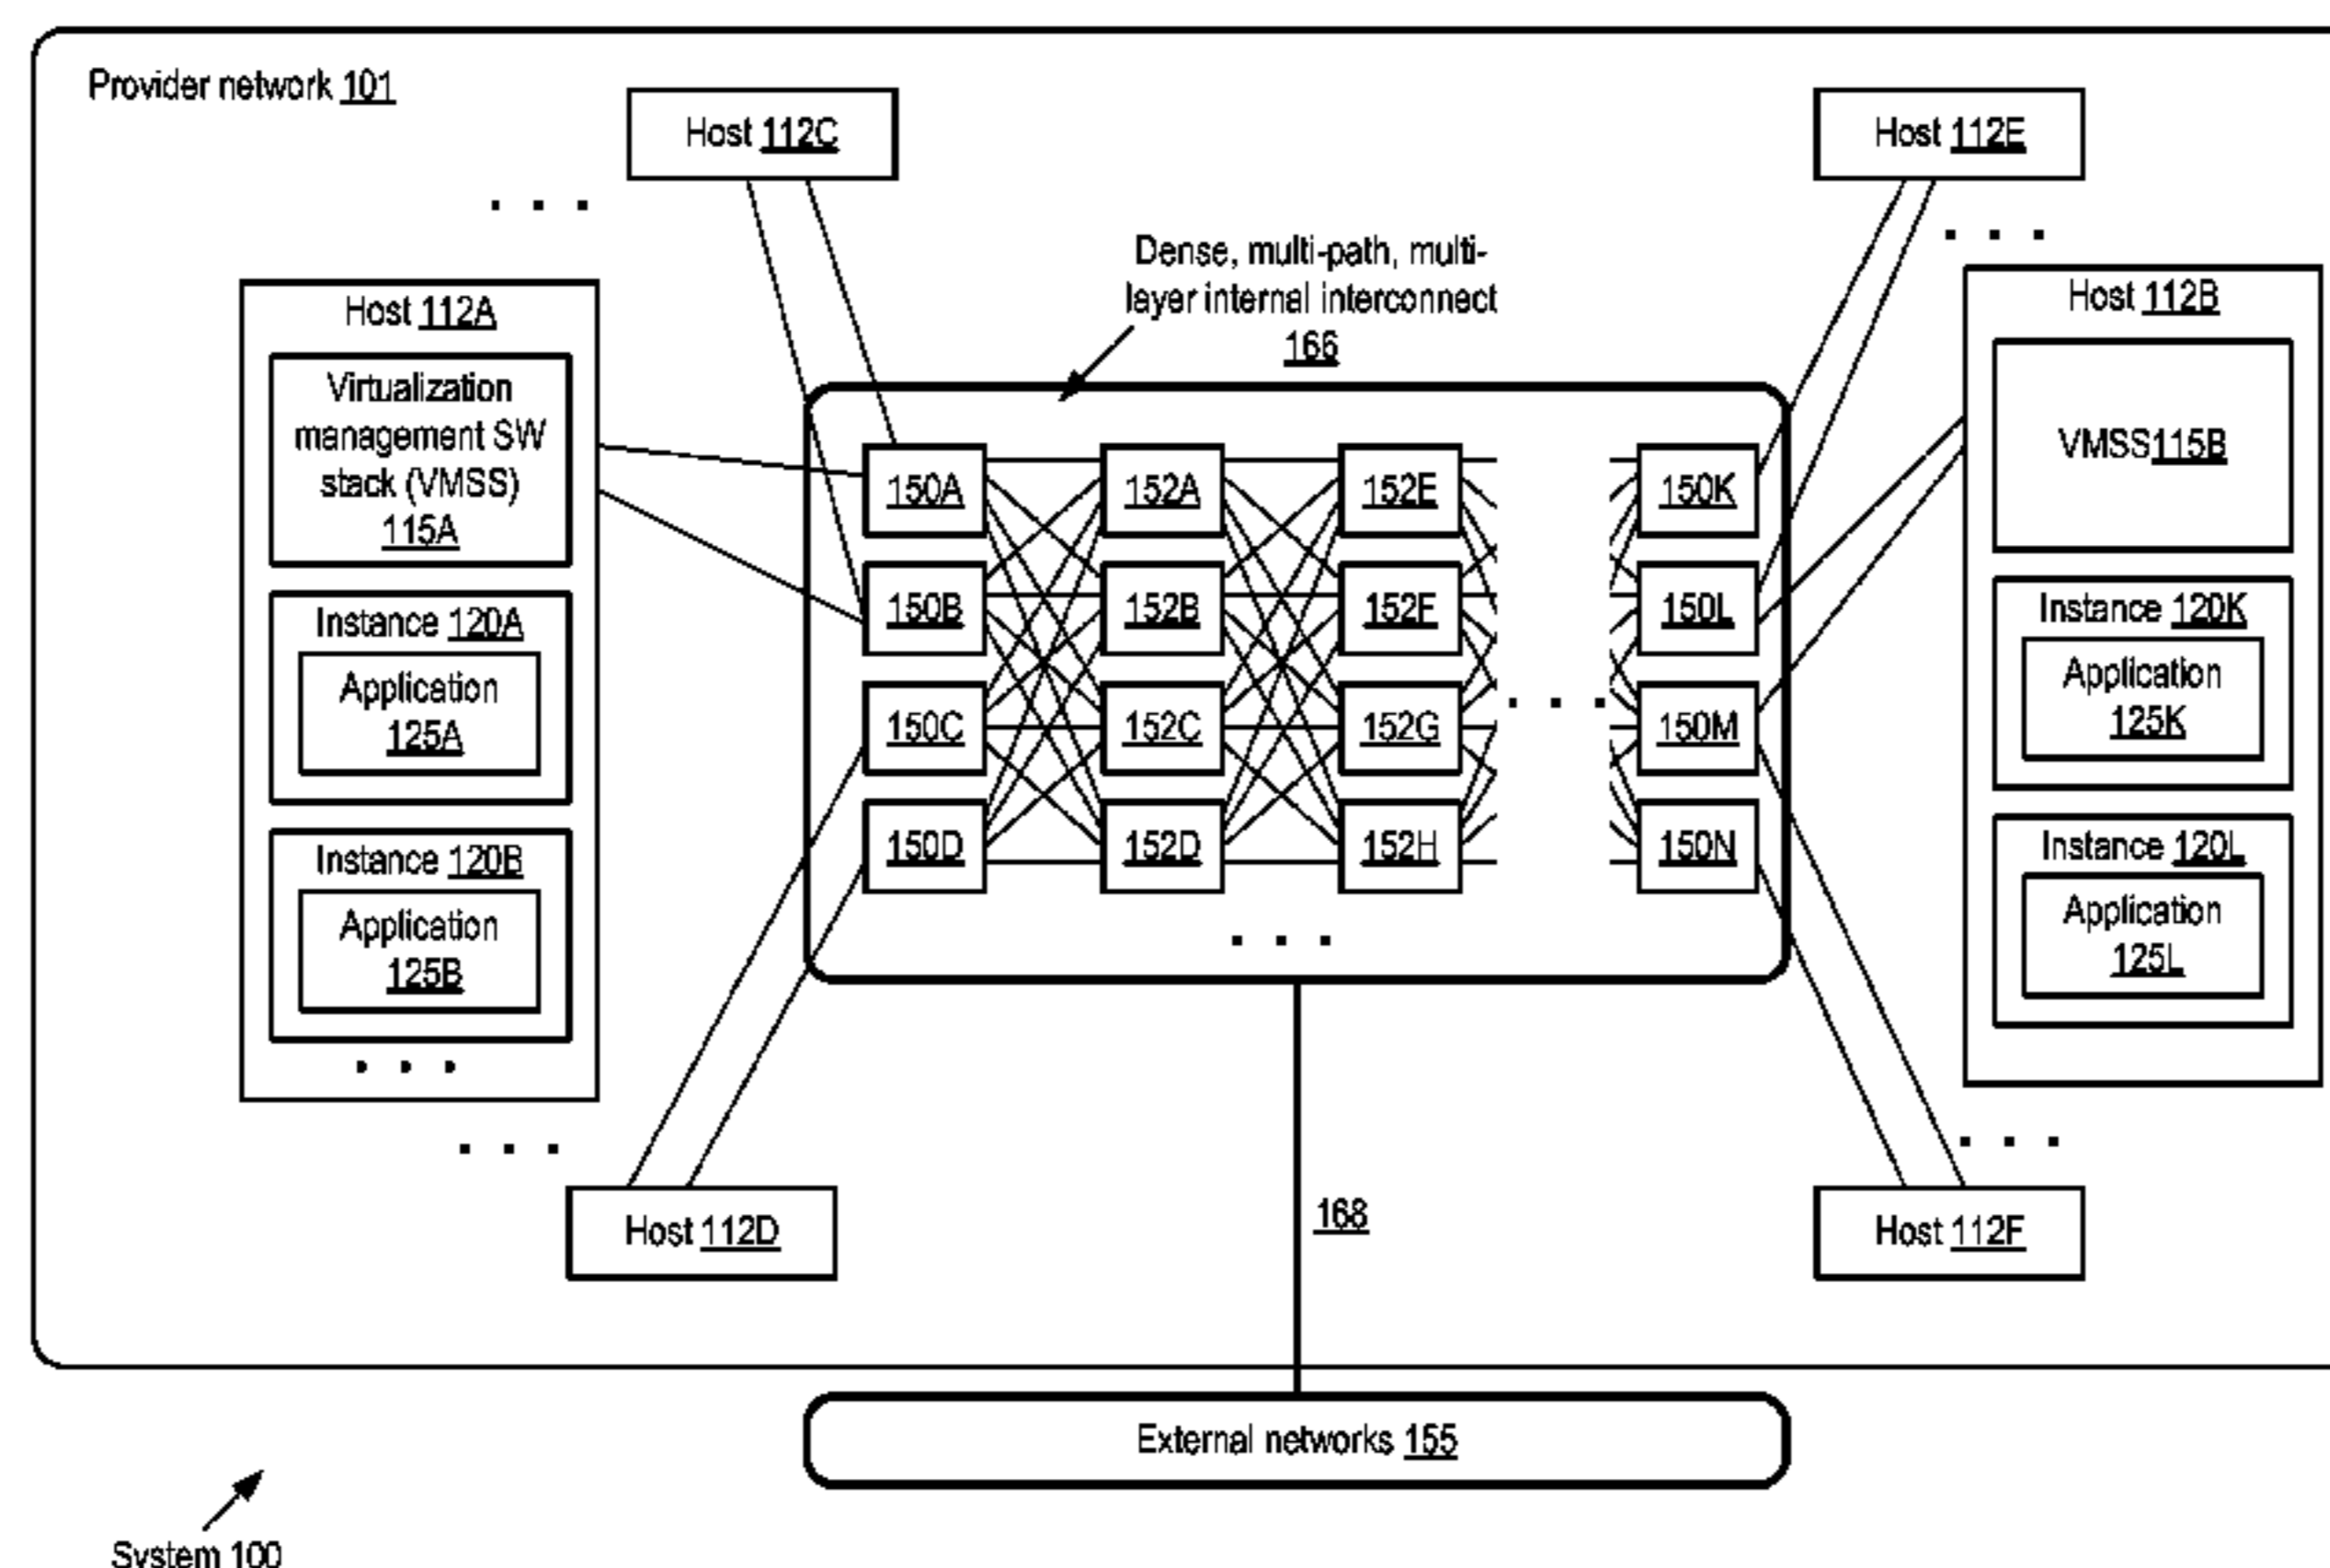 Provider network 101
Host 112C
Host 112E
Dense, multi-path, multi-
layer internal interconnect
166
Host 112A
Virtualization
management SW
stack (VMSS)
115A
Instance 120A
Application
125A
Instance 120B
Application
125B
Host 112B
VMSS115B
Instance 120K
Application
125K
Instance 120L
Application
125L
150A
152A
152E
150K
150B
152B
152F
150L
150C
152C
152G
150M
150D
152D
152H
150N
Host 112D
168
Host 112F
External networks 155
System 100